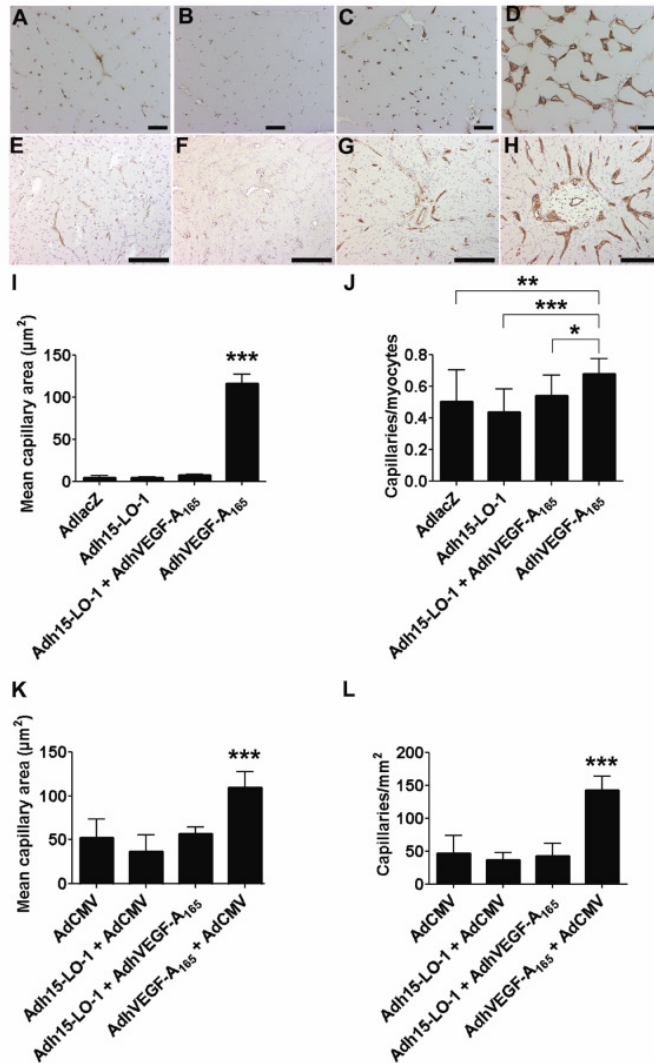 A B C D
E F G H
I
Mean capillary area (µm²)
150
100
50
0
***
AdlacZ
Adh15-LO-1
Adh15-LO-1 + AdhVEGF-A₁₆₅
AdhVEGF-A₁₆₅
J
**
***
*
Capillaries/myocytes
0.8
0.6
0.4
0.2
0.0
AdlacZ
Adh15-LO-1
Adh15-LO-1 + AdhVEGF-A₁₆₅
AdhVEGF-A₁₆₅
K
Mean capillary area (µm²)
150
100
50
0
***
AdCMV
Adh15-LO-1 + AdCMV
Adh15-LO-1 + AdhVEGF-A₁₆₅
AdhVEGF-A₁₆₅ + AdCMV
L
Capillaries/mm²
200
150
100
50
0
***
AdCMV
Adh15-LO-1 + AdCMV
Adh15-LO-1 + AdhVEGF-A₁₆₅
AdhVEGF-A₁₆₅ + AdCMV